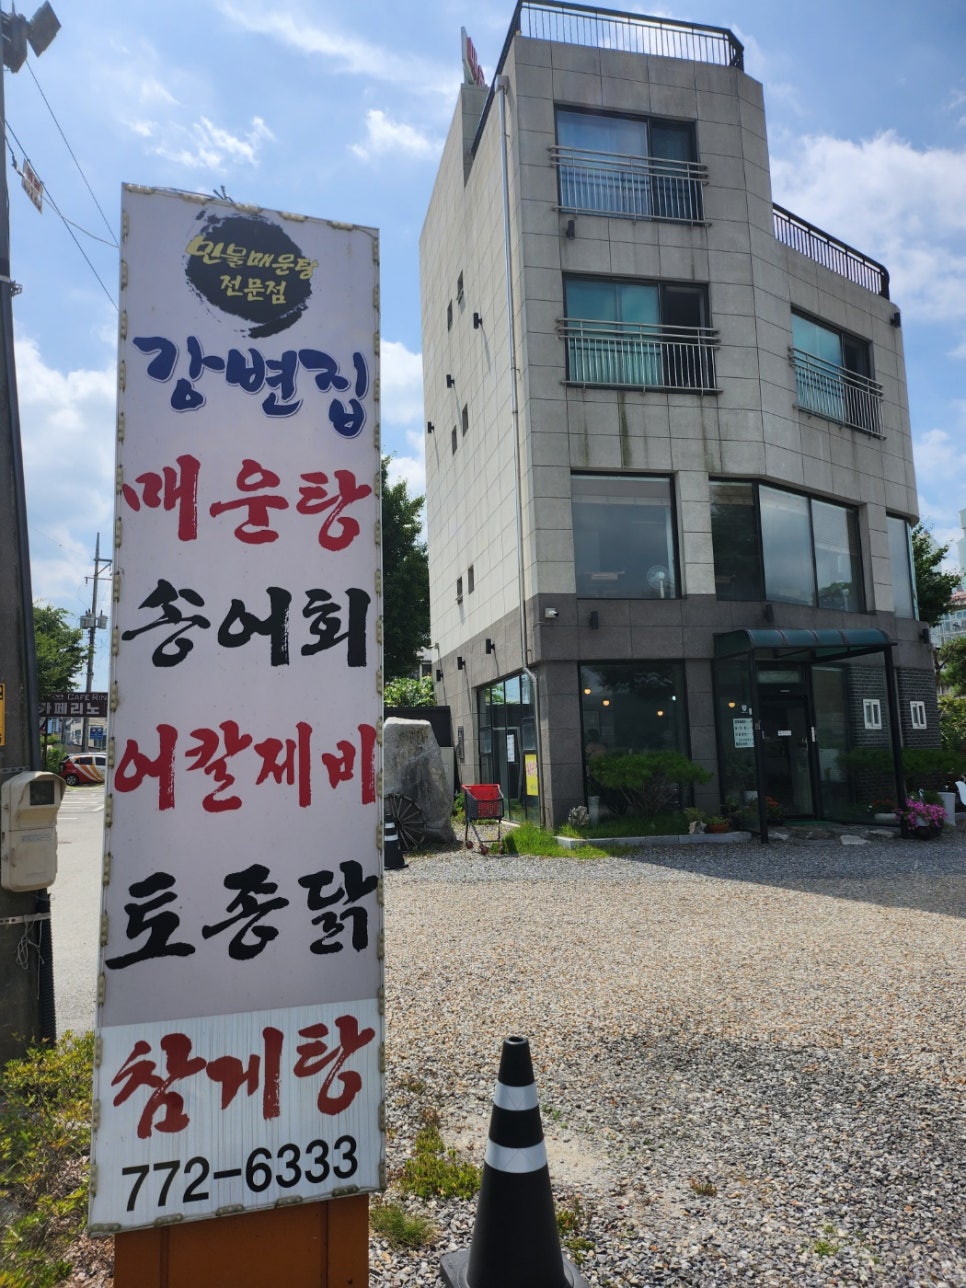 민물매운탕
전문점
강변집
매운탕
송어회
어칼제비
토종닭
참게탕
772-6333
카페리노